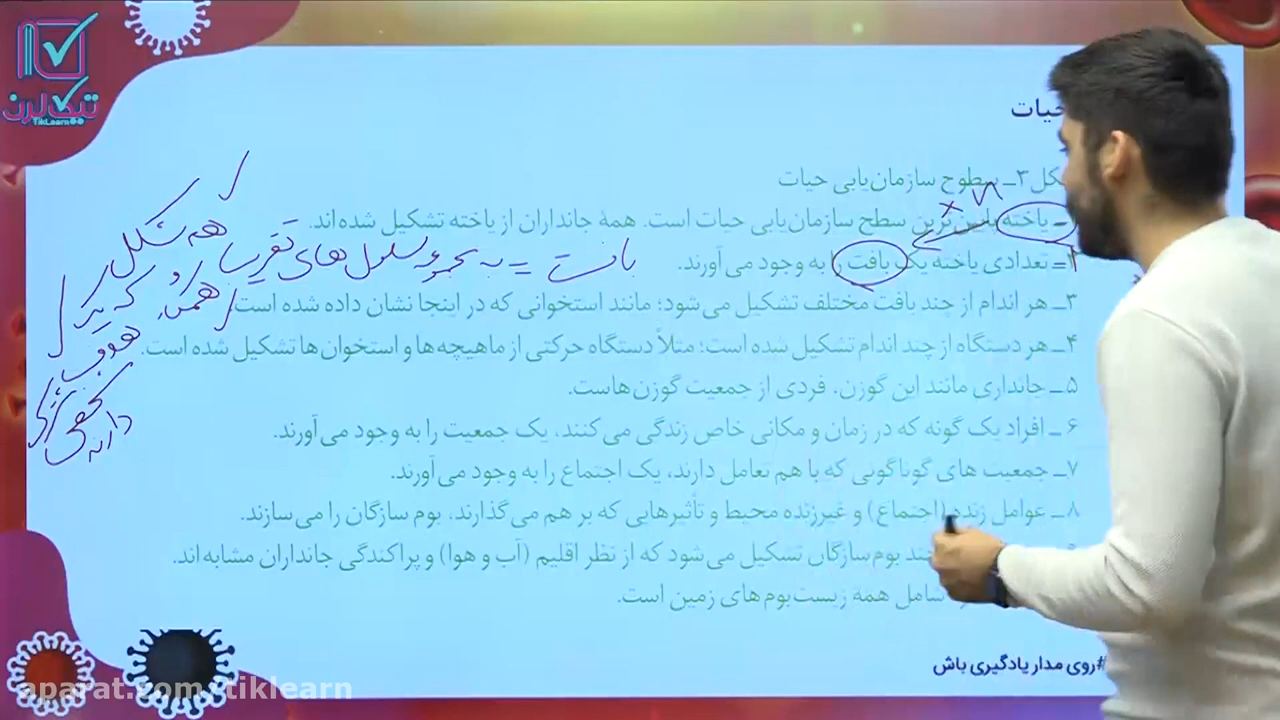 تیک لرن
TikLearn
حیات
کل ۳ـ سطوح سازمان‌یابی حیات
ـ یاخته پایین‌ترین سطح سازمان‌یابی حیات است. همهٔ جانداران از یاخته تشکیل شده‌اند.
ـ تعدادی یاخته یک بافت را به وجود می‌آورند.
۳ـ هر اندام از چند بافت مختلف تشکیل می‌شود؛ مانند استخوانی که در اینجا نشان داده شده است
۴ـ هر دستگاه از چند اندام تشکیل شده است؛ مثلاً دستگاه حرکتی از ماهیچه‌ها و استخوان‌ها تشکیل شده است.
۵ـ جانداری مانند این گوزن، فردی از جمعیت گوزن‌هاست.
۶ـ افراد یک گونه که در زمان و مکانی خاص زندگی می‌کنند، یک جمعیت را به وجود می‌آورند.
۷ـ جمعیت های گوناگونی که با هم تعامل دارند، یک اجتماع را به وجود می‌آورند.
۸ـ عوامل زنده (اجتماع) و غیرزنده محیط و تأثیرهایی که بر هم می‌گذارند، بوم سازگان را می‌سازند.
چند بوم‌سازگان تشکیل می‌شود که از نظر اقلیم (آب و هوا) و پراکندگی جانداران مشابه‌اند.
شامل همه زیست‌بوم‌های زمین است.
بافت = به مجموعه سلول های تقریبا هم شکل
دارند
#روی مدار یادگیری باش
aparat.com/tiklearn